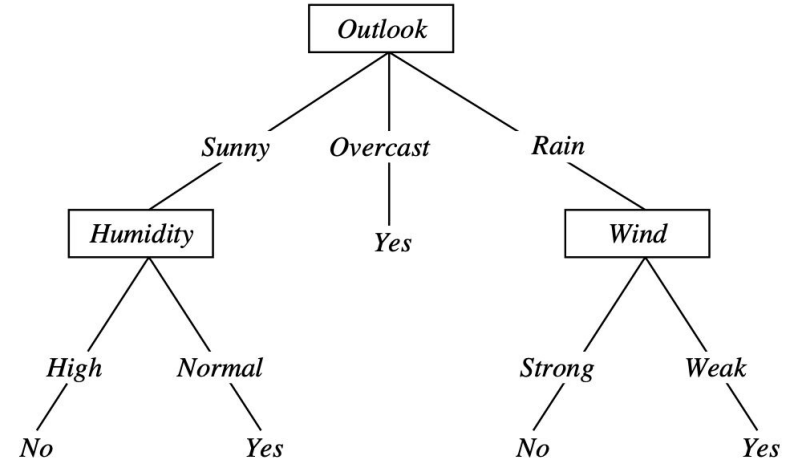 Outlook
Sunny Overcast Rain
Humidity Yes Wind
High Normal Strong Weak
No Yes No Yes